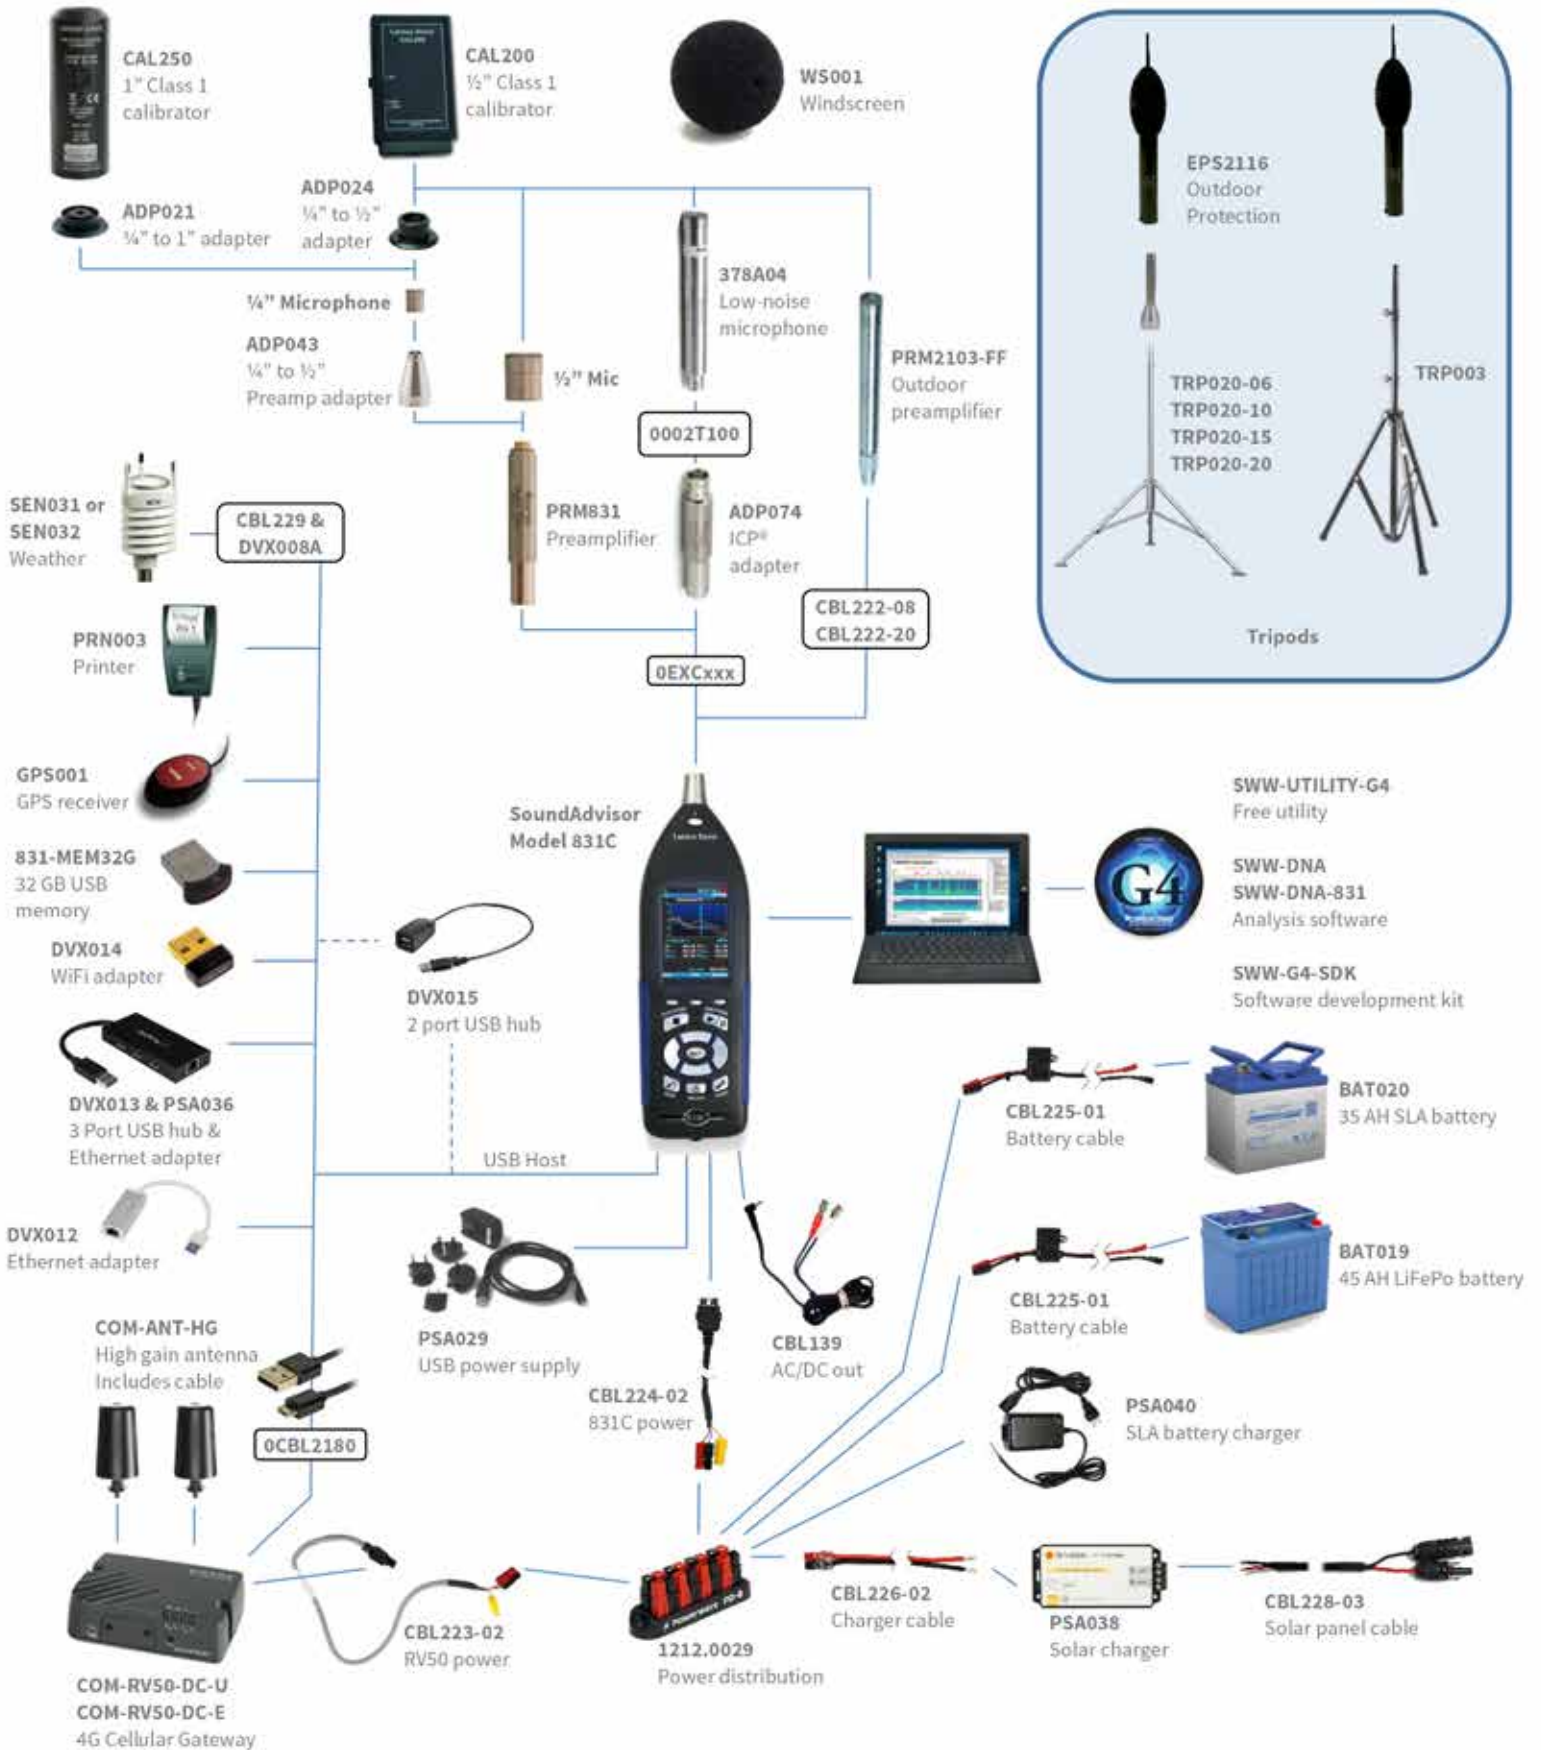 CAL250
1” Class 1
calibrator
CAL200
½” Class 1
calibrator
WS001
Windscreen
ADP021
¼” to 1” adapter
ADP024
¼” to ½”
adapter
¼” Microphone
ADP043
¼” to ½”
Preamp adapter
½” Mic
378A04
Low-noise
microphone
0002T100
PRM2103-FF
Outdoor
preamplifier
EPS2116
Outdoor
Protection
TRP020-06
TRP020-10
TRP020-15
TRP020-20
TRP003
Tripods
SEN031 or
SEN032
Weather
CBL229 &
DVX008A
PRM831
Preamplifier
ADP074
ICP®
adapter
CBL222-08
CBL222-20
0EXCxxx
PRN003
Printer
GPS001
GPS receiver
831-MEM32G
32 GB USB
memory
DVX014
WiFi adapter
DVX013 & PSA036
3 Port USB hub &
Ethernet adapter
DVX012
Ethernet adapter
DVX015
2 port USB hub
USB Host
SoundAdvisor
Model 831C
G4
SWW-UTILITY-G4
Free utility
SWW-DNA
SWW-DNA-831
Analysis software
SWW-G4-SDK
Software development kit
CBL225-01
Battery cable
BAT020
35 AH SLA battery
CBL225-01
Battery cable
BAT019
45 AH LiFePo battery
PSA029
USB power supply
CBL224-02
831C power
CBL139
AC/DC out
PSA040
SLA battery charger
COM-ANT-HG
High gain antenna
Includes cable
0CBL2180
COM-RV50-DC-U
COM-RV50-DC-E
4G Cellular Gateway
CBL223-02
RV50 power
1212.0029
Power distribution
CBL226-02
Charger cable
PSA038
Solar charger
CBL228-03
Solar panel cable